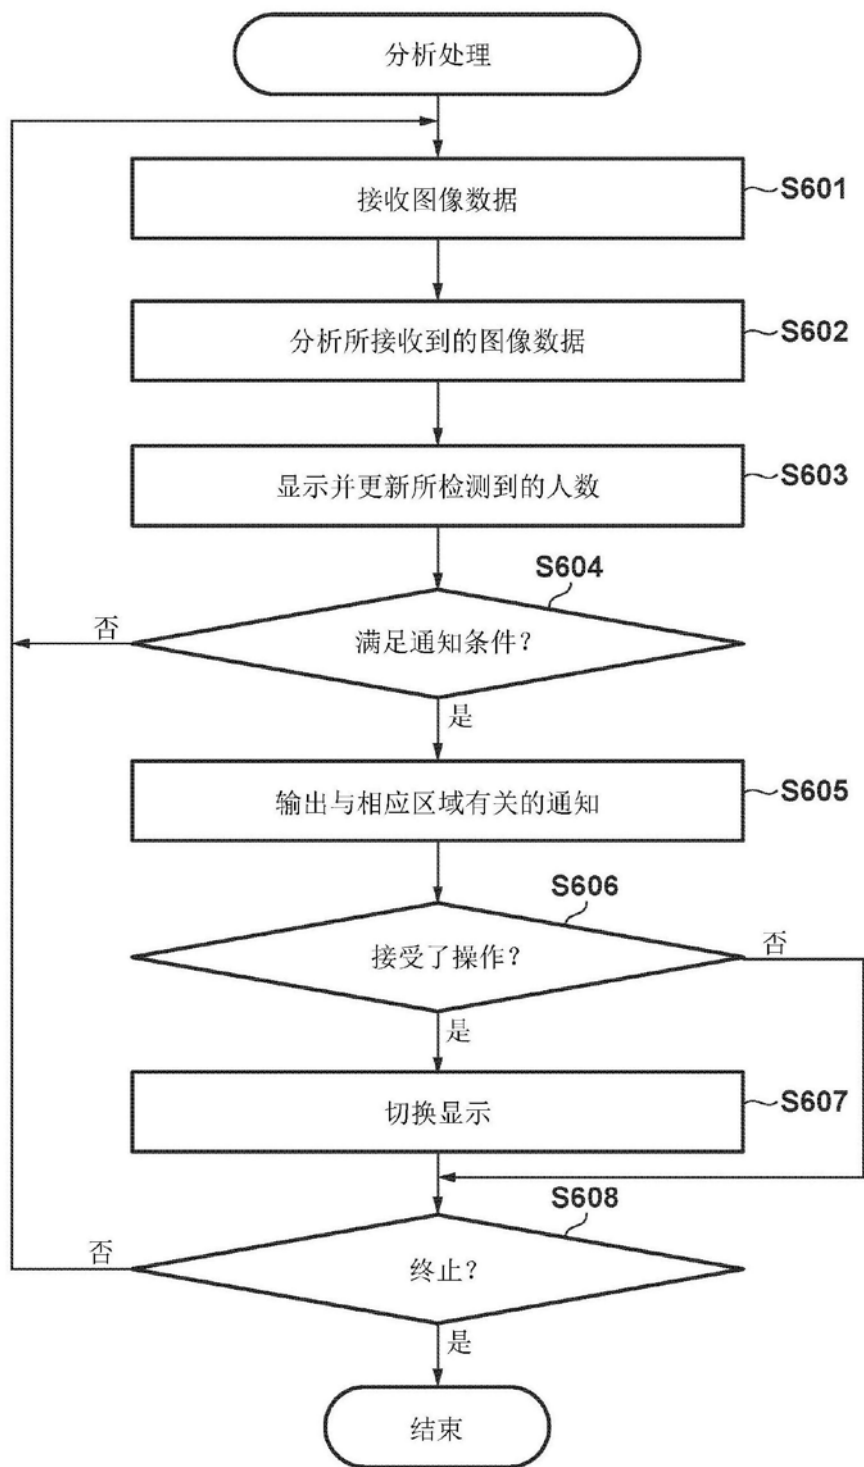 分析处理
接收图像数据
S601
分析所接收到的图像数据
S602
显示并更新所检测到的人数
S603
S604
否
满足通知条件?
是
输出与相应区域有关的通知
S605
S606
接受了操作?
否
是
切换显示
S607
S608
否
终止?
是
结束